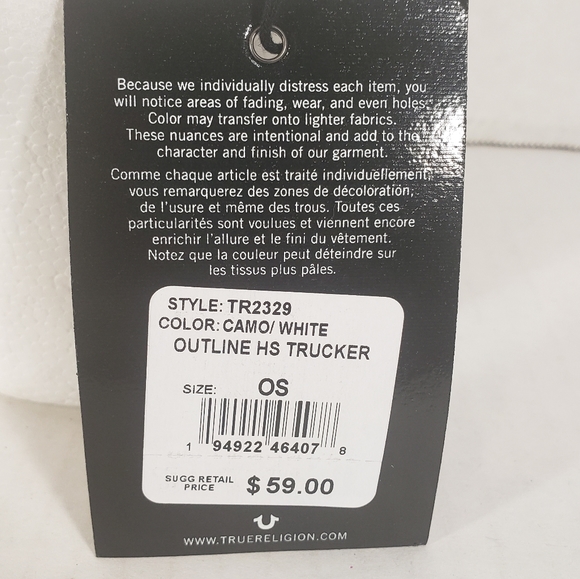 Because we individually distress each item, you
will notice areas of fading, wear, and even holes.
Color may transfer onto lighter fabrics.
These nuances are intentional and add to the
character and finish of our garment.
Comme chaque article est traité individuellement,
vous remarquerez des zones de décoloration,
de l'usure et même des trous. Toutes ces
particularités sont voulues et viennent encore
enrichir l'allure et le fini du vêtement.
Notez que la couleur peut déteindre sur
les tissus plus pâles.
STYLE: TR2329
COLOR: CAMO/ WHITE
OUTLINE HS TRUCKER
SIZE: OS
1 94922 46407 8
SUGG RETAIL PRICE $59.00
WWW.TRUERELIGION.COM